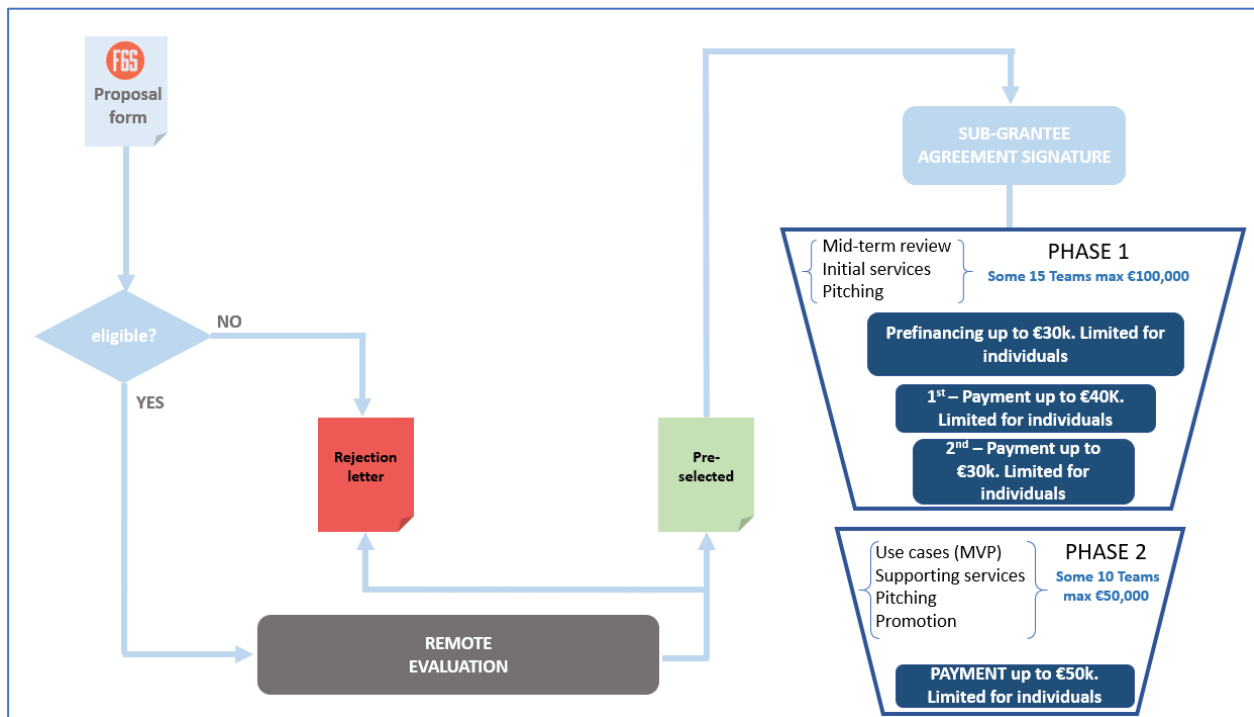 F6S
Proposal
form
eligible?
NO
YES
Rejection
letter
Pre-
selected
REMOTE
EVALUATION
SUB-GRANTEE
AGREEMENT SIGNATURE
Mid-term review
Initial services
Pitching
PHASE 1
Some 15 Teams max €100,000
Prefinancing up to €30k. Limited for
individuals
1st – Payment up to €40K.
Limited for individuals
2nd – Payment up to
€30k. Limited for
individuals
Use cases (MVP)
Supporting services
Pitching
Promotion
PHASE 2
Some 10 Teams
max €50,000
PAYMENT up to €50k.
Limited for individuals